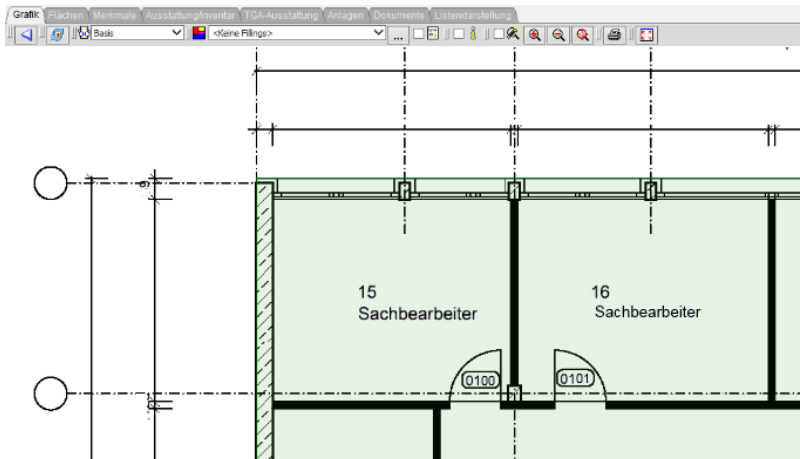 Grafik Flächen Merkmale Ausstattung/Inventar TGA-Ausstattung Anlagen Dokumente Listendarstellung
Basis <Keine Fillings> ...
15
Sachbearbeiter
16
Sachbearbeiter
0100
0101